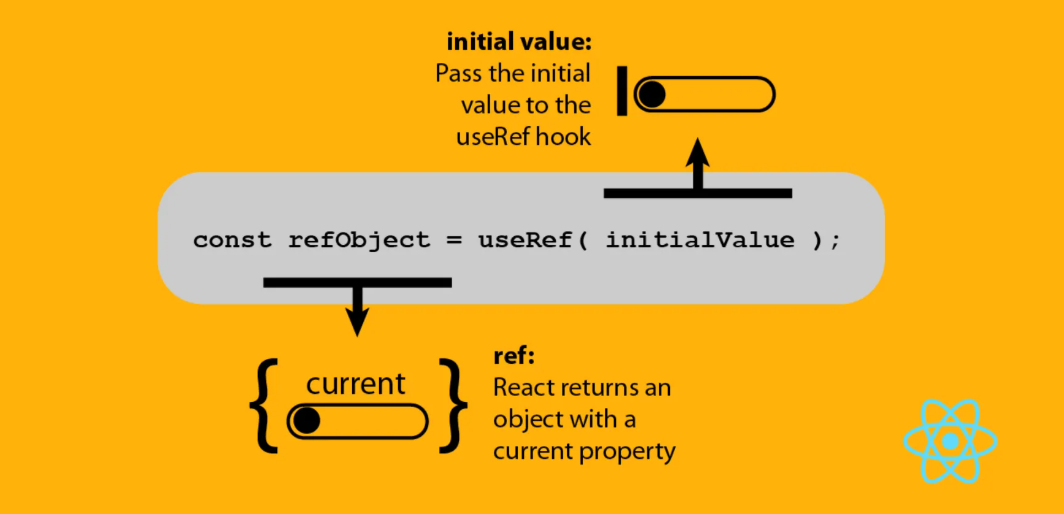 initial value:
Pass the initial
value to the
useRef hook
const refObject = useRef( initialValue );
{ current }
ref:
React returns an
object with a
current property